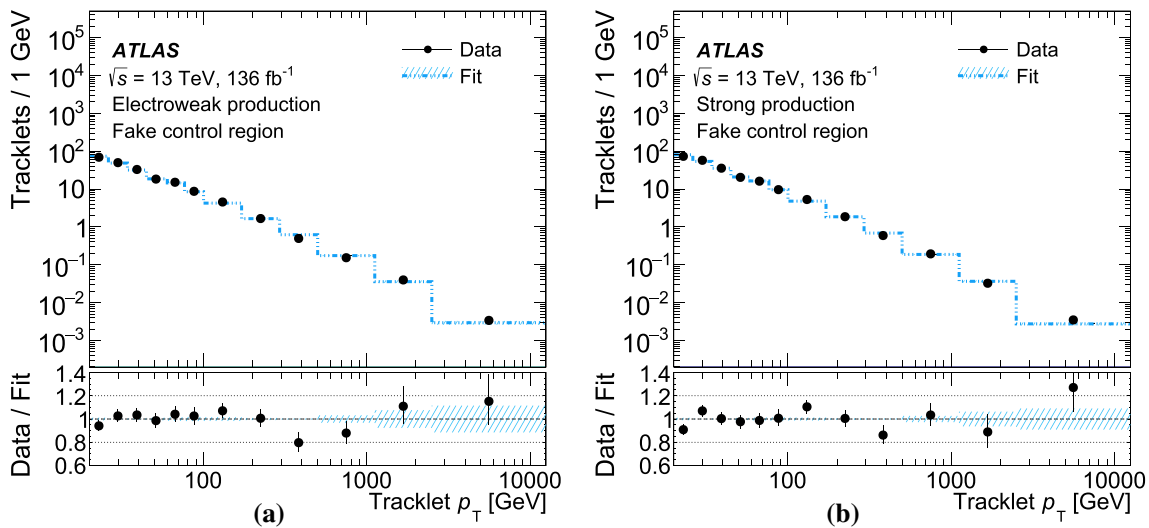 Tracklets / 1 GeV
10⁵
10⁴
10³
10²
10
1
10⁻¹
10⁻²
10⁻³
ATLAS
√s = 13 TeV, 136 fb⁻¹
Electroweak production
Fake control region
Data
Fit
Data / Fit
1.4
1.2
1
0.8
0.6
100
1000
10000
Tracklet p_T [GeV]
(a)
Tracklets / 1 GeV
10⁵
10⁴
10³
10²
10
1
10⁻¹
10⁻²
10⁻³
ATLAS
√s = 13 TeV, 136 fb⁻¹
Strong production
Fake control region
Data
Fit
Data / Fit
1.4
1.2
1
0.8
0.6
100
1000
10000
Tracklet p_T [GeV]
(b)